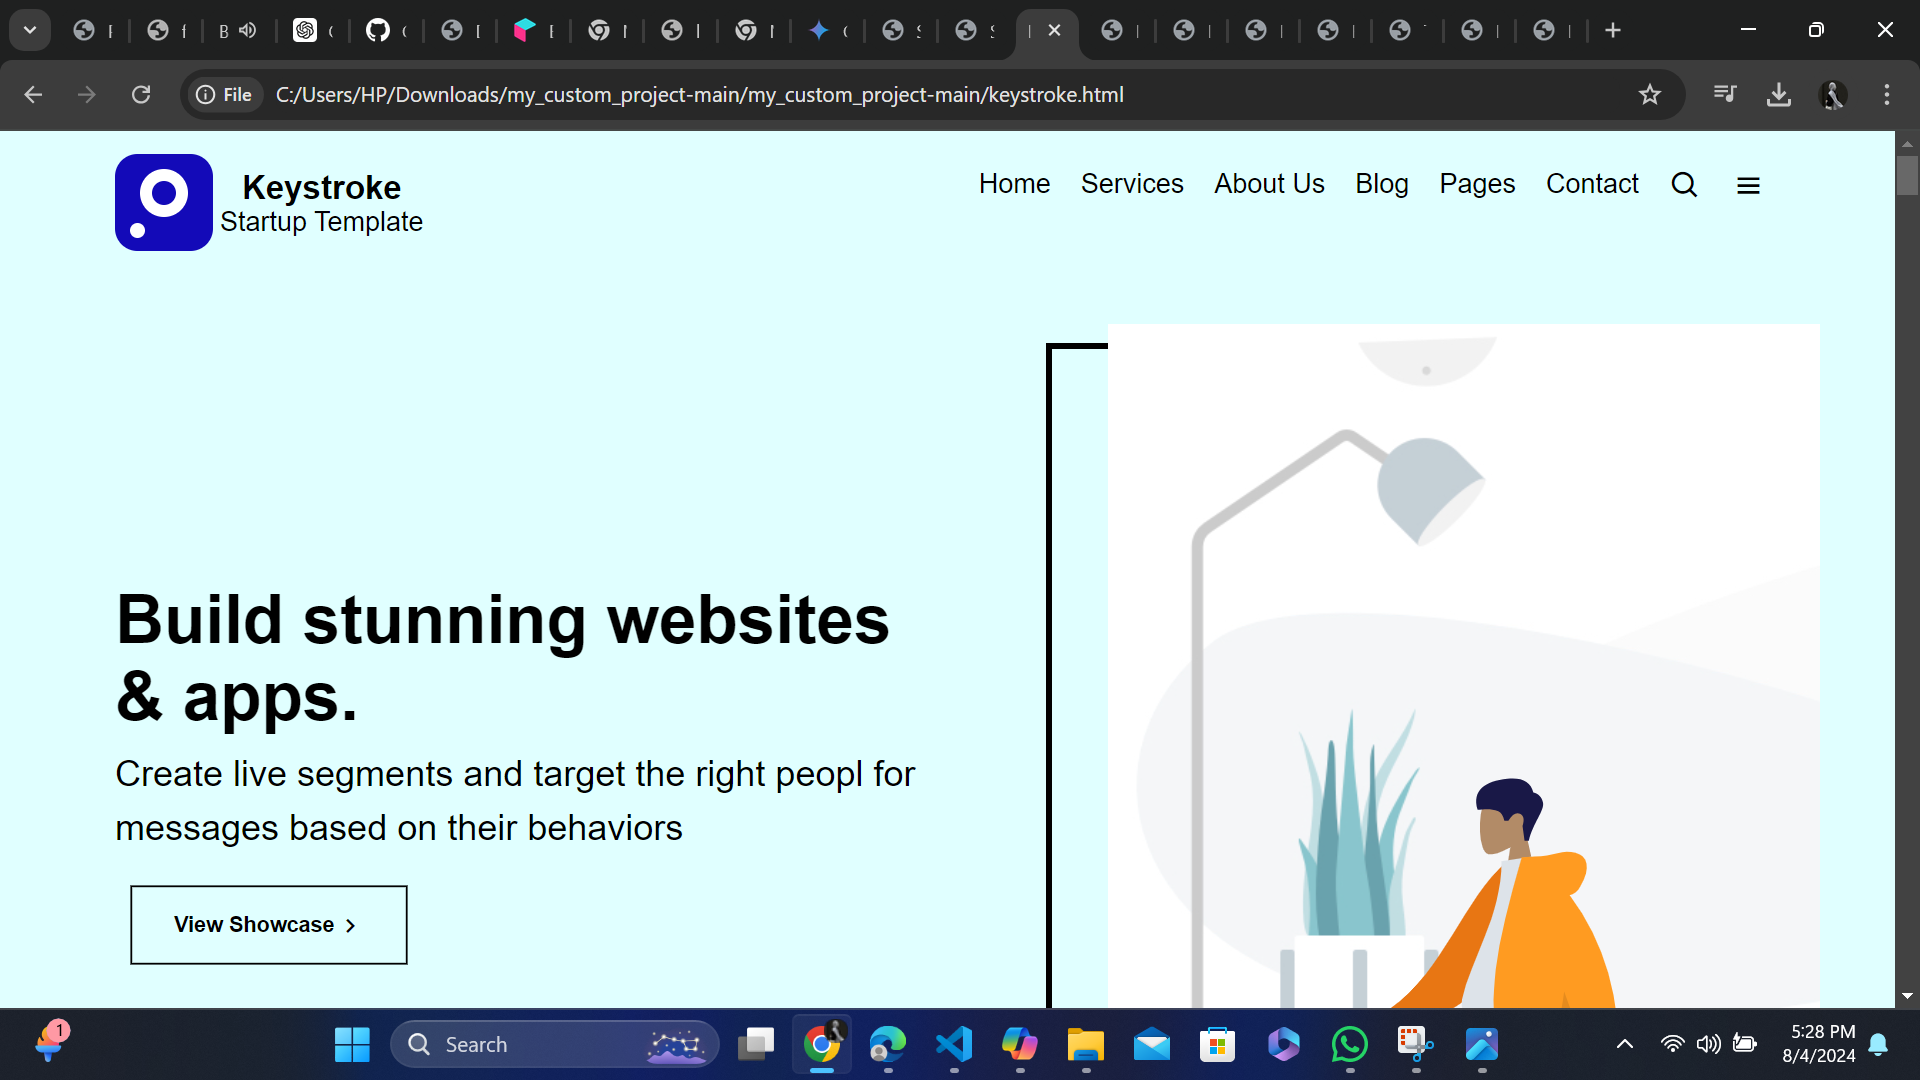 File
C:/Users/HP/Downloads/my_custom_project-main/my_custom_project-main/keystroke.html
Keystroke
Startup Template
Home Services About Us Blog Pages Contact
Build stunning websites
& apps.
Create live segments and target the right peopl for
messages based on their behaviors
View Showcase
1
Search
5:28 PM
8/4/2024